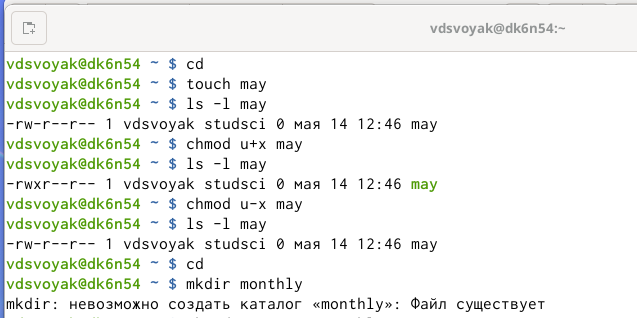 vdsvoyak@dk6n54:~
vdsvoyak@dk6n54 ~ $ cd
vdsvoyak@dk6n54 ~ $ touch may
vdsvoyak@dk6n54 ~ $ ls -l may
-rw-r--r-- 1 vdsvoyak studsci 0 мая 14 12:46 may
vdsvoyak@dk6n54 ~ $ chmod u+x may
vdsvoyak@dk6n54 ~ $ ls -l may
-rwxr--r-- 1 vdsvoyak studsci 0 мая 14 12:46 may
vdsvoyak@dk6n54 ~ $ chmod u-x may
vdsvoyak@dk6n54 ~ $ ls -l may
-rw-r--r-- 1 vdsvoyak studsci 0 мая 14 12:46 may
vdsvoyak@dk6n54 ~ $ cd
vdsvoyak@dk6n54 ~ $ mkdir monthly
mkdir: невозможно создать каталог «monthly»: Файл существует